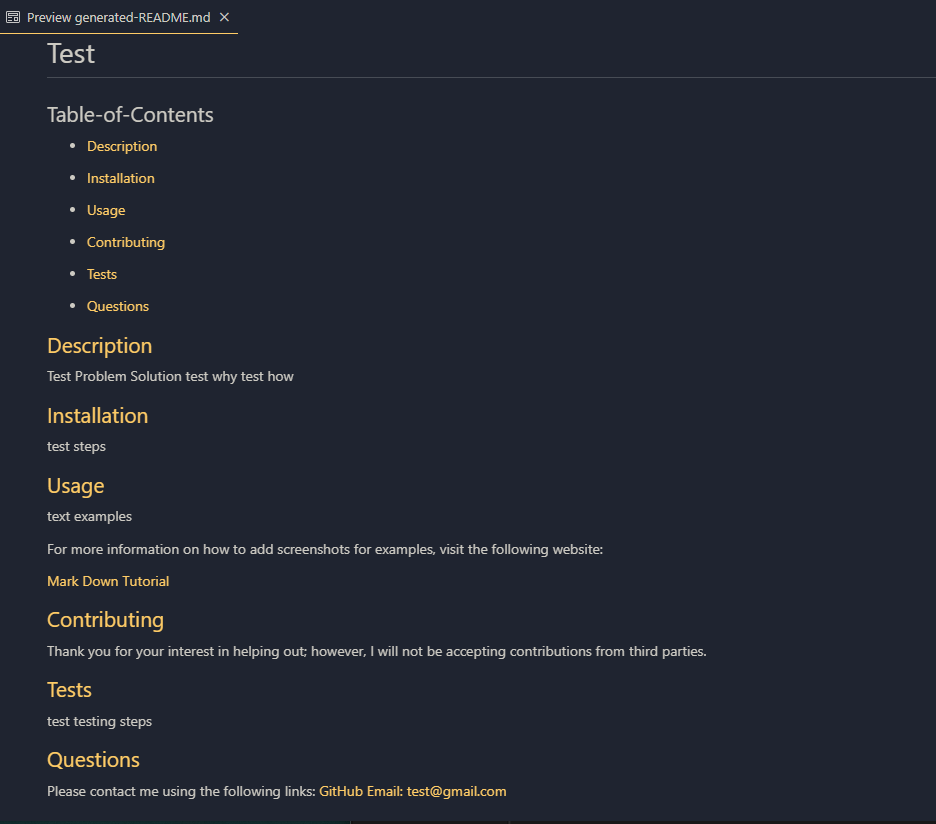 Preview generated-README.md
Test
Table-of-Contents
Description
Installation
Usage
Contributing
Tests
Questions
Description
Test Problem Solution test why test how
Installation
test steps
Usage
text examples
For more information on how to add screenshots for examples, visit the following website:
Mark Down Tutorial
Contributing
Thank you for your interest in helping out; however, I will not be accepting contributions from third parties.
Tests
test testing steps
Questions
Please contact me using the following links: GitHub Email: test@gmail.com